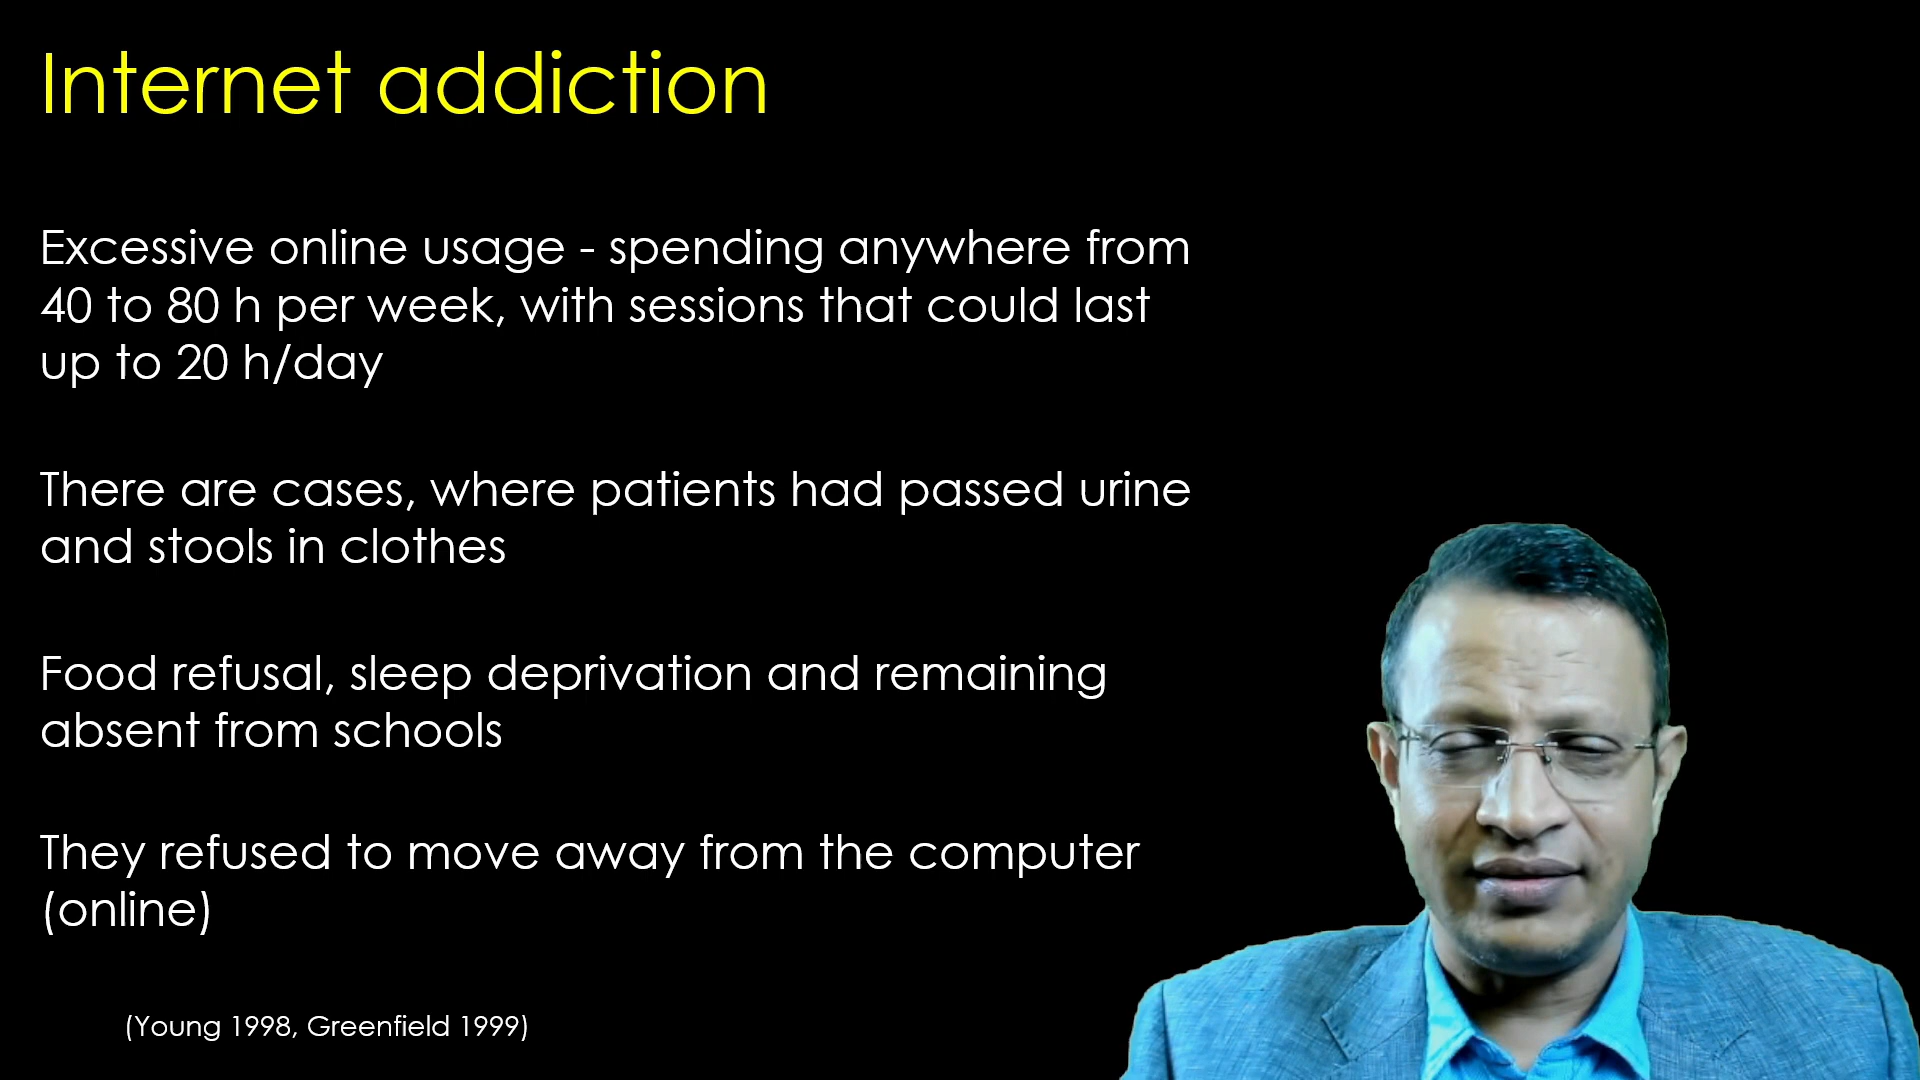 Internet addiction
Excessive online usage - spending anywhere from
40 to 80 h per week, with sessions that could last
up to 20 h/day
There are cases, where patients had passed urine
and stools in clothes
Food refusal, sleep deprivation and remaining
absent from schools
They refused to move away from the computer
(online)
(Young 1998, Greenfield 1999)